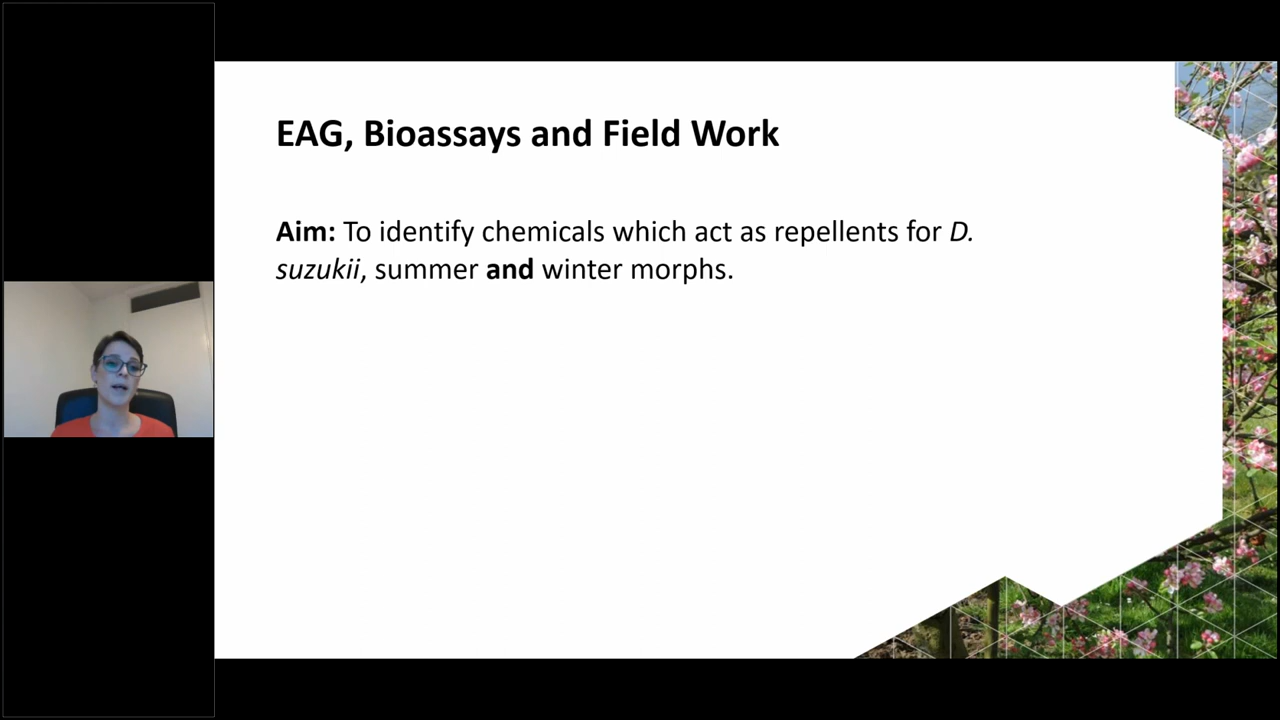 EAG, Bioassays and Field Work
Aim: To identify chemicals which act as repellents for D.
suzukii, summer and winter morphs.